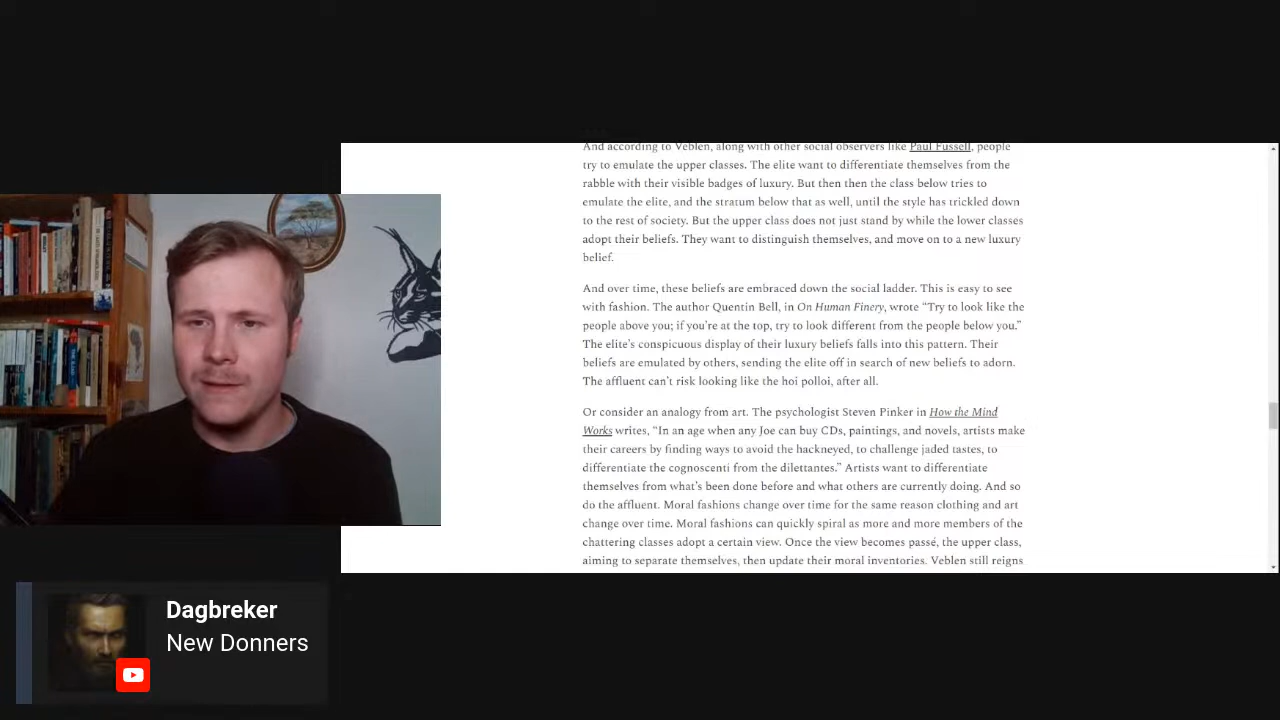 And according to Veblen, along with other social observers like Paul Fussell, people
try to emulate the upper classes. The elite want to differentiate themselves from the
rabble with their visible badges of luxury. But then then the class below tries to
emulate the elite, and the stratum below that as well, until the style has trickled down
to the rest of society. But the upper class does not just stand by while the lower classes
adopt their beliefs. They want to distinguish themselves, and move on to a new luxury
belief.
And over time, these beliefs are embraced down the social ladder. This is easy to see
with fashion. The author Quentin Bell, in On Human Finery, wrote “Try to look like the
people above you; if you’re at the top, try to look different from the people below you.”
The elite’s conspicuous display of their luxury beliefs falls into this pattern. Their
beliefs are emulated by others, sending the elite off in search of new beliefs to adorn.
The affluent can’t risk looking like the hoi polloi, after all.
Or consider an analogy from art. The psychologist Steven Pinker in How the Mind
Works writes, “In an age when any Joe can buy CDs, paintings, and novels, artists make
their careers by finding ways to avoid the hackneyed, to challenge jaded tastes, to
differentiate the cognoscenti from the dilettantes.” Artists want to differentiate
themselves from what’s been done before and what others are currently doing. And so
do the affluent. Moral fashions change over time for the same reason clothing and art
change over time. Moral fashions can quickly spiral as more and more members of the
chattering classes adopt a certain view. Once the view becomes passé, the upper class,
aiming to separate themselves, then update their moral inventories. Veblen still reigns
Dagbreker
New Donners